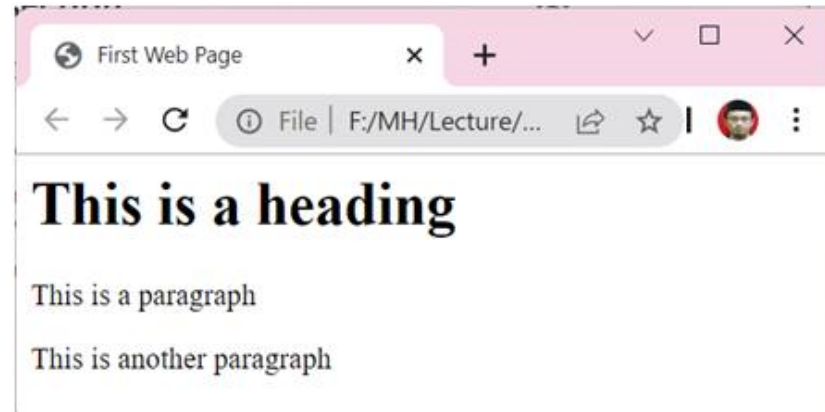 First Web Page
File | F:/MH/Lecture/...
This is a heading
This is a paragraph
This is another paragraph